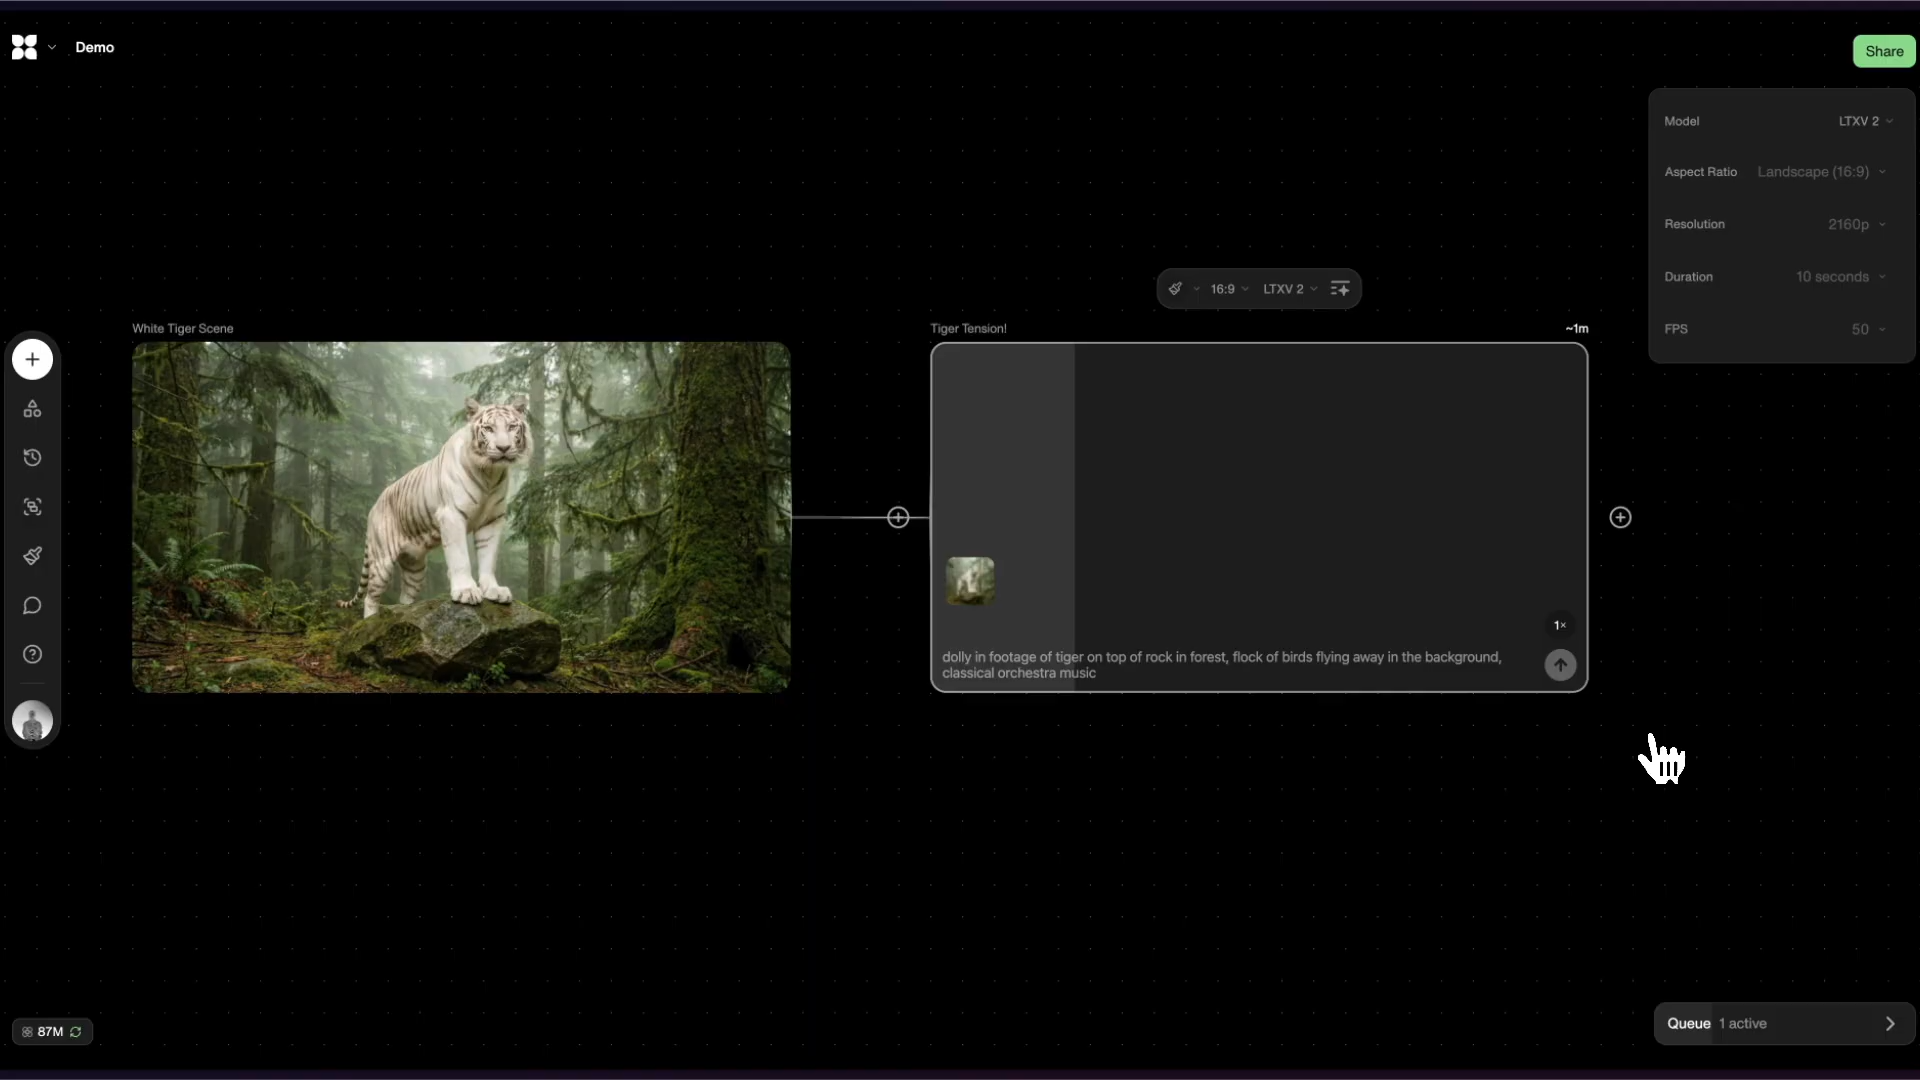 Demo
Share
Model LTXV 2
Aspect Ratio Landscape (16:9)
Resolution 2160p
Duration 10 seconds
FPS 50
16:9 LTXV 2
White Tiger Scene
Tiger Tension!
~1m
1×
dolly in footage of tiger on top of rock in forest, flock of birds flying away in the background,
classical orchestra music
87M
Queue 1 active